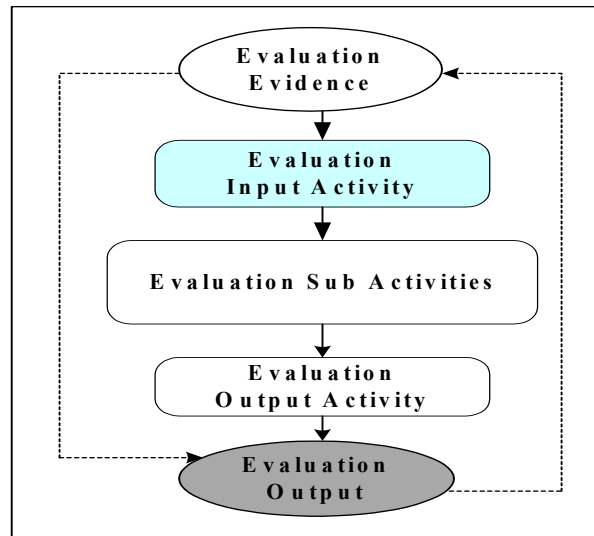 Evaluation
Evidence
Evaluation
Input Activity
Evaluation Sub Activities
Evaluation
Output Activity
Evaluation
Output